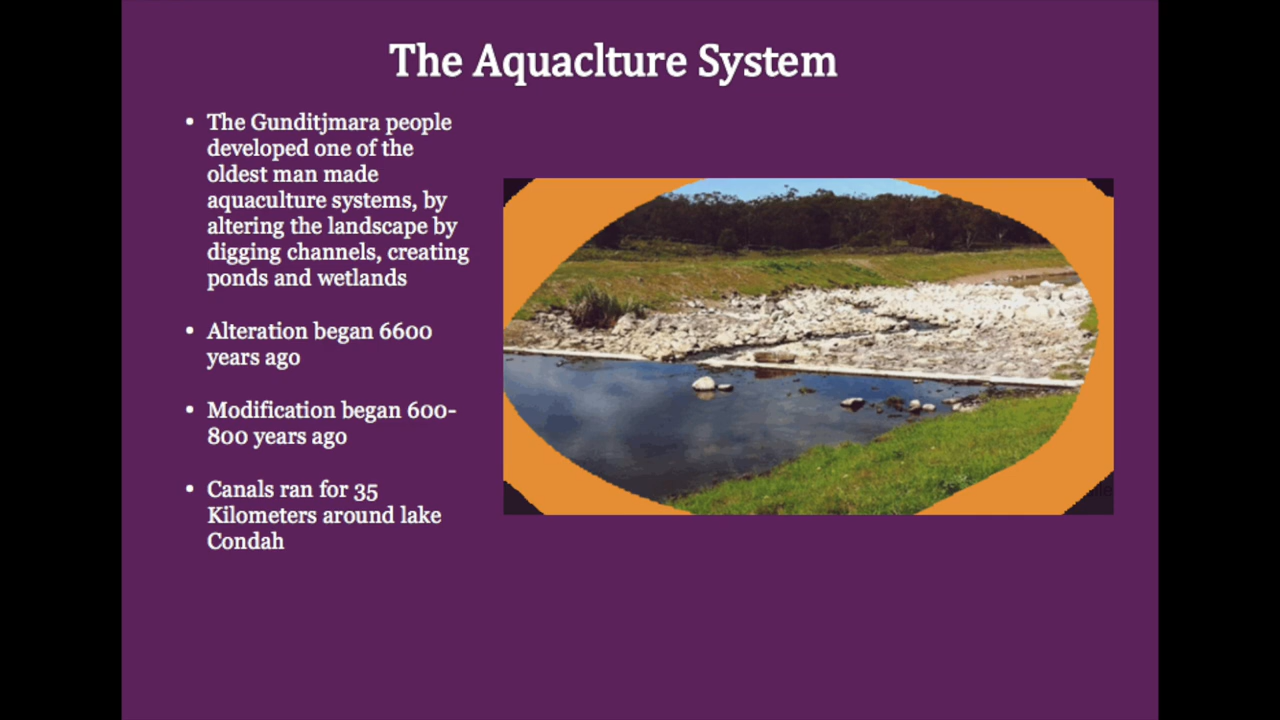 The Aquaclture System
• The Gunditjmara people
developed one of the
oldest man made
aquaculture systems, by
altering the landscape by
digging channels, creating
ponds and wetlands
• Alteration began 6600
years ago
• Modification began 600-
800 years ago
• Canals ran for 35
Kilometers around lake
Condah